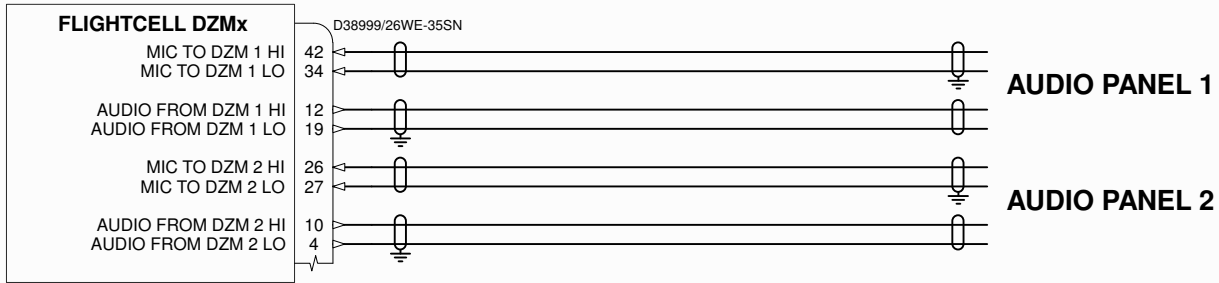 FLIGHTCELL DZMx
D38999/26WE-35SN
MIC TO DZM 1 HI 42
MIC TO DZM 1 LO 34
AUDIO PANEL 1
AUDIO FROM DZM 1 HI 12
AUDIO FROM DZM 1 LO 19
MIC TO DZM 2 HI 26
MIC TO DZM 2 LO 27
AUDIO PANEL 2
AUDIO FROM DZM 2 HI 10
AUDIO FROM DZM 2 LO 4